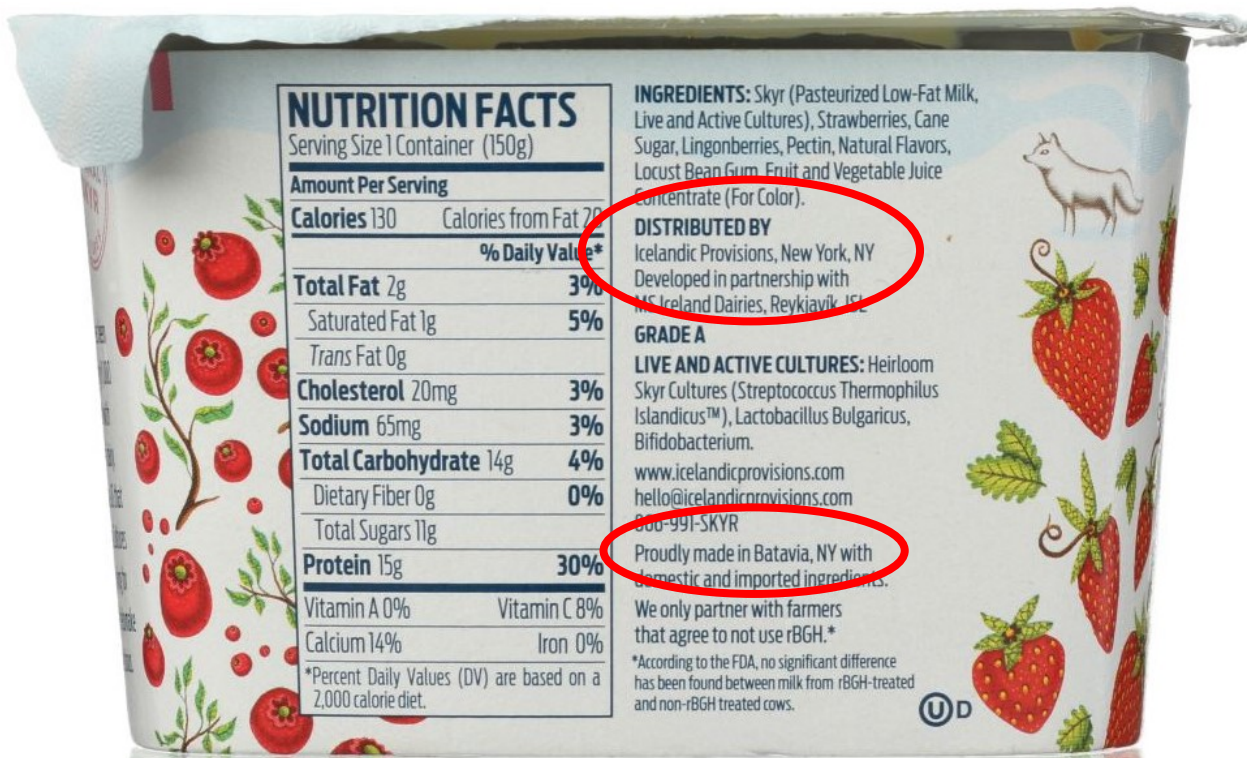 NUTRITION FACTS
Serving Size 1 Container (150g)
Amount Per Serving
Calories 130 Calories from Fat 20
% Daily Value*
Total Fat 2g 3%
Saturated Fat 1g 5%
Trans Fat 0g
Cholesterol 20mg 3%
Sodium 65mg 3%
Total Carbohydrate 14g 4%
Dietary Fiber 0g 0%
Total Sugars 11g
Protein 15g 30%
Vitamin A 0% Vitamin C 8%
Calcium 14% Iron 0%
*Percent Daily Values (DV) are based on a
2,000 calorie diet.
INGREDIENTS: Skyr (Pasteurized Low-Fat Milk,
Live and Active Cultures), Strawberries, Cane
Sugar, Lingonberries, Pectin, Natural Flavors,
Locust Bean Gum, Fruit and Vegetable Juice
Concentrate (For Color).
DISTRIBUTED BY
Icelandic Provisions, New York, NY
Developed in partnership with
MS Iceland Dairies, Reykjavík, ISL
GRADE A
LIVE AND ACTIVE CULTURES: Heirloom
Skyr Cultures (Streptococcus Thermophilus
Islandicus™), Lactobacillus Bulgaricus,
Bifidobacterium.
www.icelandicprovisions.com
hello@icelandicprovisions.com
-991-SKYR
Proudly made in Batavia, NY with
domestic and imported ingredients.
We only partner with farmers
that agree to not use rBGH.*
*According to the FDA, no significant difference
has been found between milk from rBGH-treated
and non-rBGH treated cows.
U D